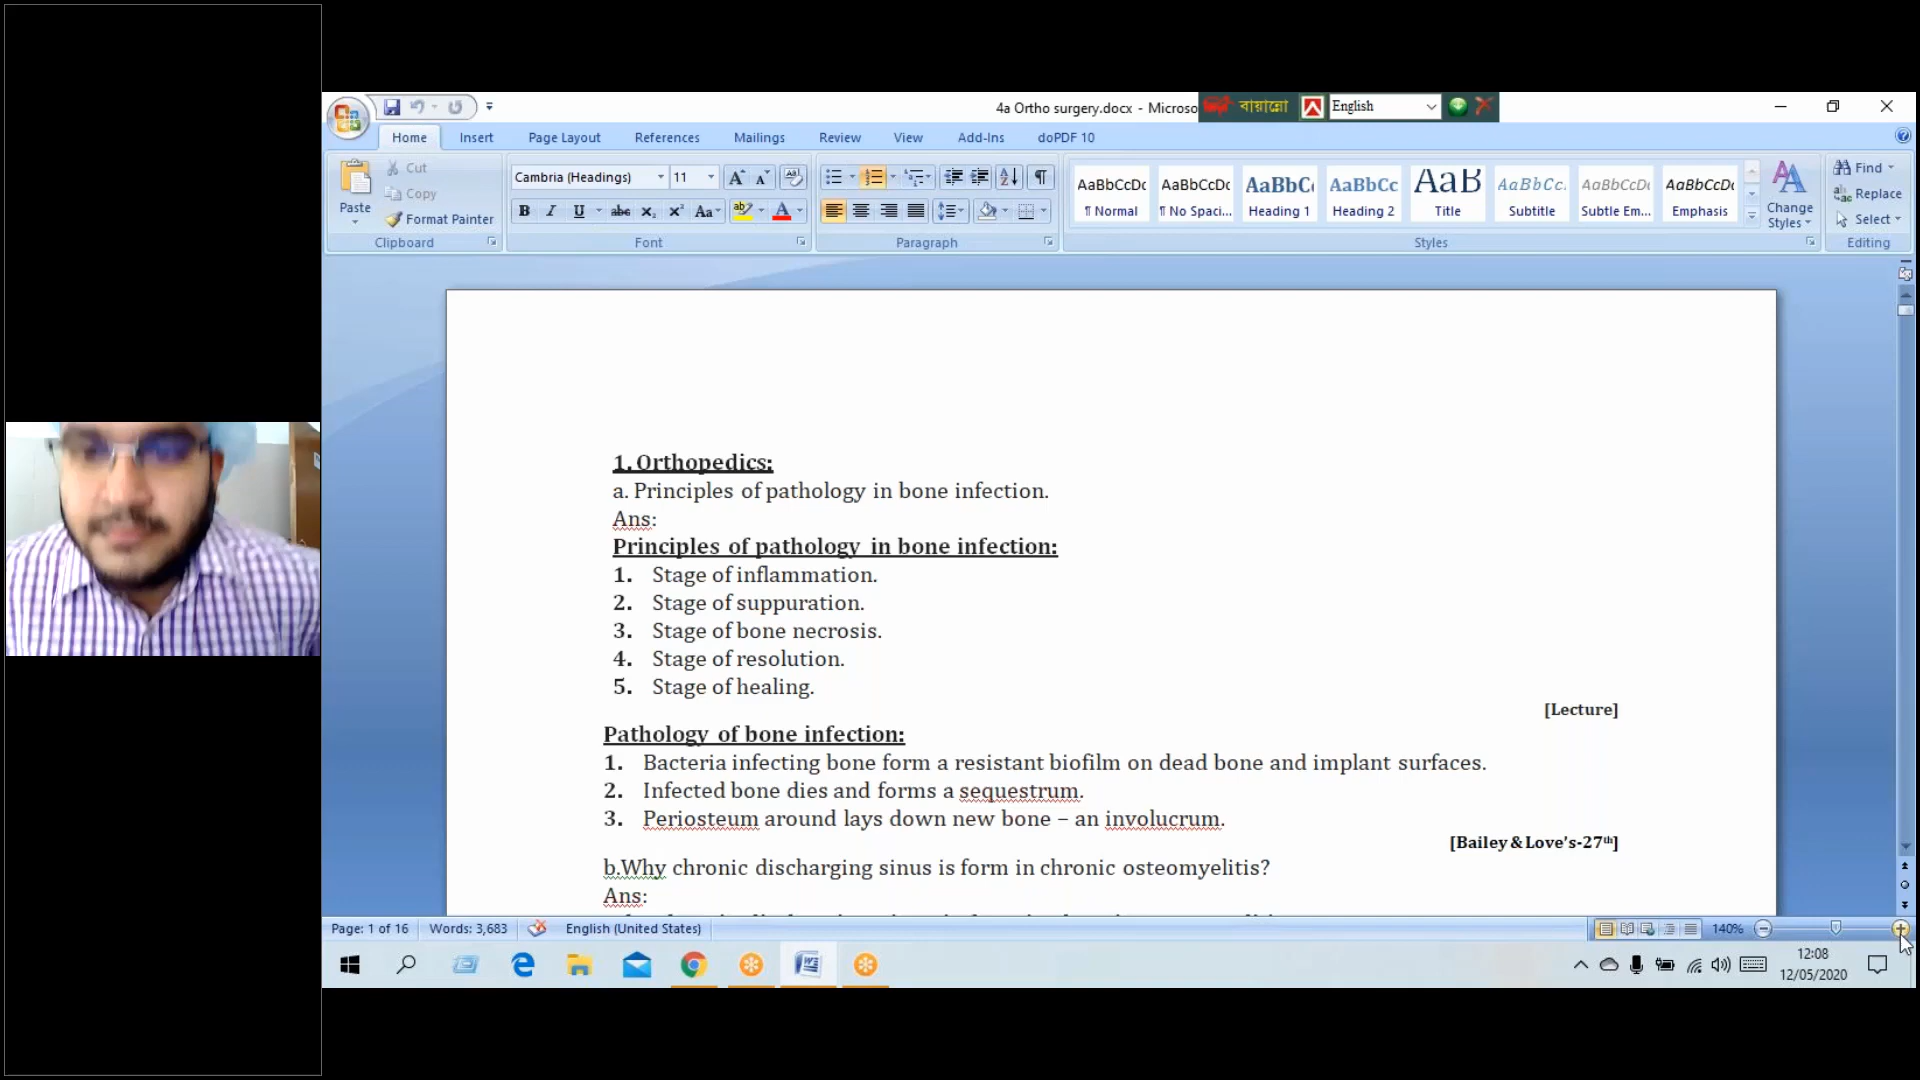 4a Ortho surgery.docx - Microso
বায়ান্নো
English
Home Insert Page Layout References Mailings Review View Add-Ins doPDF 10
Paste
Cut
Copy
Format Painter
Clipboard
Cambria (Headings) 11
Font
Paragraph
AaBbCcDc AaBbCcDc AaBbC AaBbCc AaB AaBbCc. AaBbCcDi AaBbCcDc
¶ Normal ¶ No Spaci... Heading 1 Heading 2 Title Subtitle Subtle Em... Emphasis
Change Styles
Styles
Find
Replace
Select
Editing
1. Orthopedics:
a. Principles of pathology in bone infection.
Ans:
Principles of pathology in bone infection:
1. Stage of inflammation.
2. Stage of suppuration.
3. Stage of bone necrosis.
4. Stage of resolution.
5. Stage of healing.
[Lecture]
Pathology of bone infection:
1. Bacteria infecting bone form a resistant biofilm on dead bone and implant surfaces.
2. Infected bone dies and forms a sequestrum.
3. Periosteum around lays down new bone – an involucrum.
[Bailey & Love's-27th]
b.Why chronic discharging sinus is form in chronic osteomyelitis?
Ans:
Page: 1 of 16 Words: 3,683 English (United States) 140%
12:08
12/05/2020